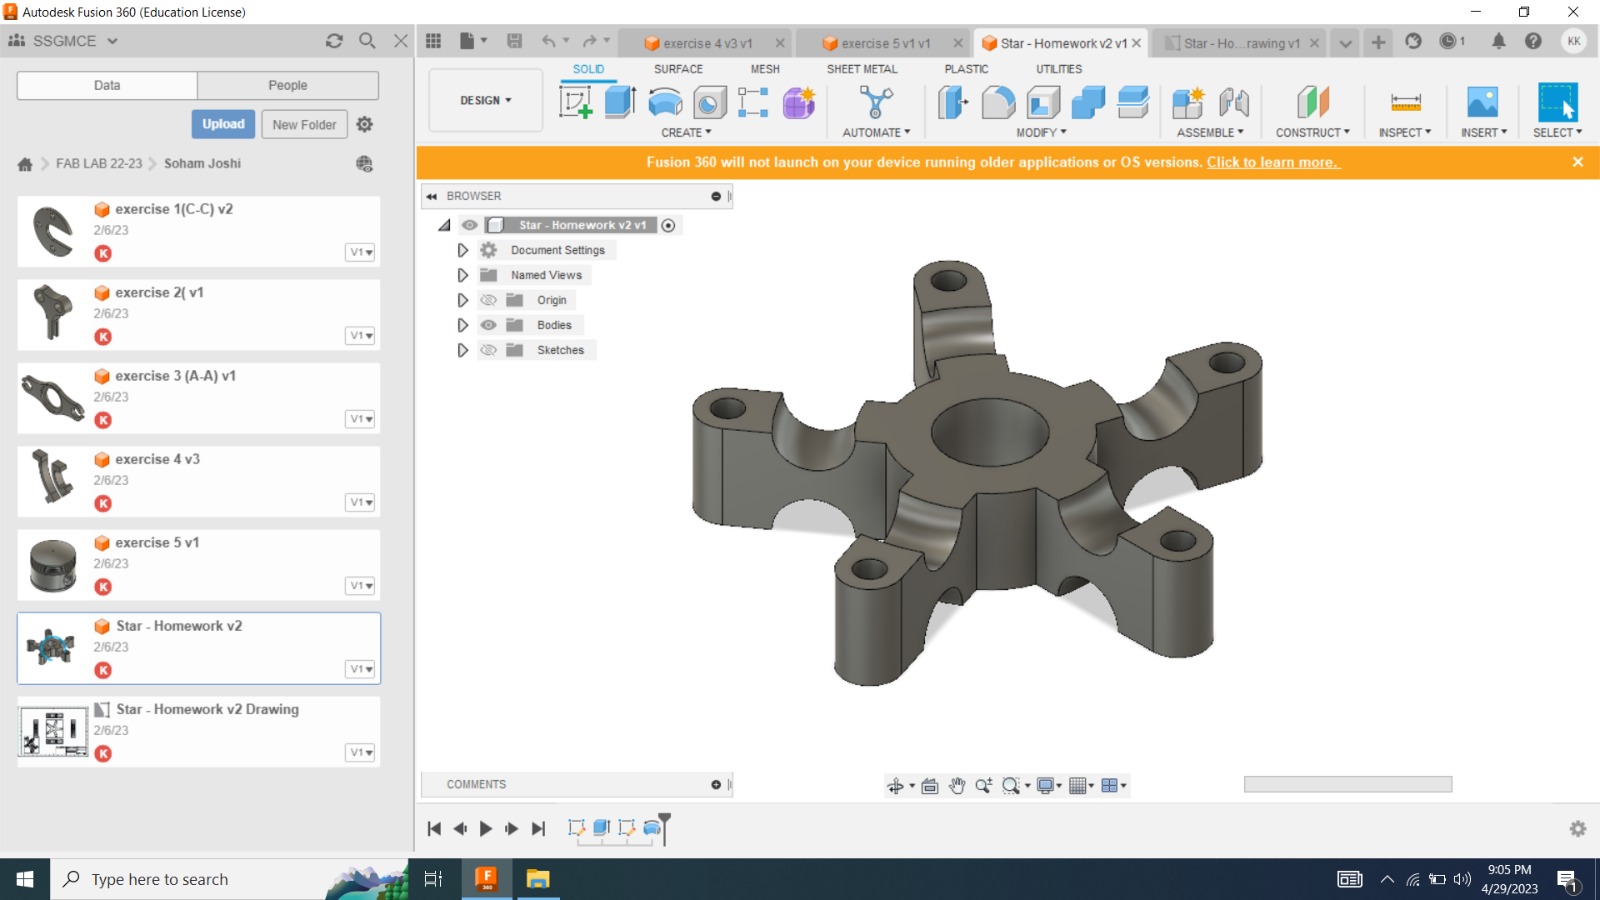 Autodesk Fusion 360 (Education License)
SSGMCE
exercise 4 v3 v1
exercise 5 v1 v1
Star - Homework v2 v1
Star - Ho...rawing v1
1
KK
Data
People
Upload
New Folder
FAB LAB 22-23
Soham Joshi
DESIGN
SOLID
SURFACE
MESH
SHEET METAL
PLASTIC
UTILITIES
CREATE
AUTOMATE
MODIFY
ASSEMBLE
CONSTRUCT
INSPECT
INSERT
SELECT
Fusion 360 will not launch on your device running older applications or OS versions. Click to learn more.
exercise 1(C-C) v2
2/6/23
K
V1
exercise 2( v1
2/6/23
K
V1
exercise 3 (A-A) v1
2/6/23
K
V1
exercise 4 v3
2/6/23
K
V1
exercise 5 v1
2/6/23
K
V1
Star - Homework v2
2/6/23
K
V1
Star - Homework v2 Drawing
2/6/23
K
V1
BROWSER
Star - Homework v2 v1
Document Settings
Named Views
Origin
Bodies
Sketches
COMMENTS
Type here to search
F
360
9:05 PM
4/29/2023
1